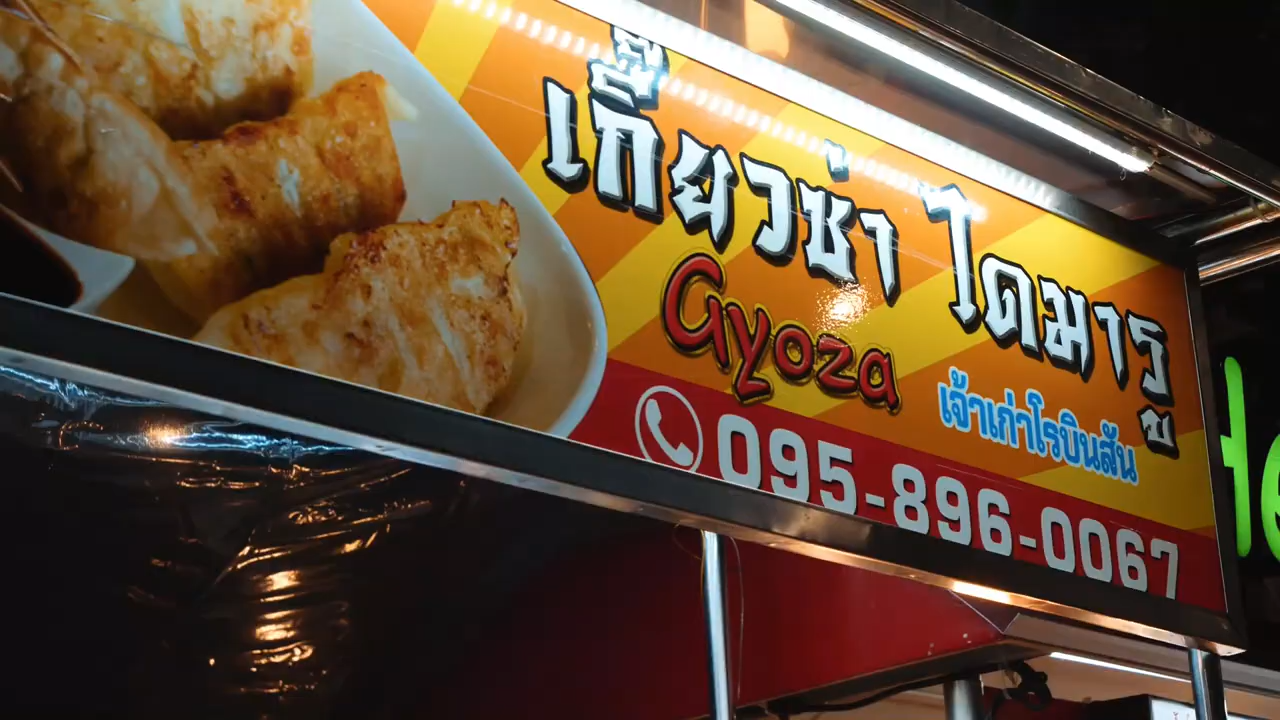 เกี๊ยวซ่า ไดมารู
Gyoza
เจ้าเก่าโรบินสัน
095-896-0067
He